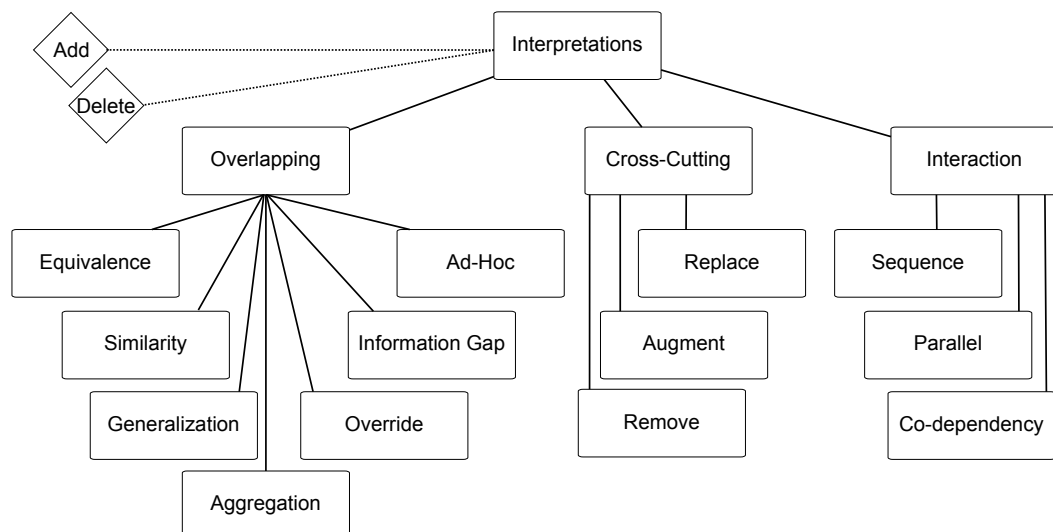 Add
Interpretations
Delete
Overlapping
Cross-Cutting
Interaction
Equivalence
Ad-Hoc
Replace
Sequence
Similarity
Information Gap
Augment
Parallel
Generalization
Override
Remove
Co-dependency
Aggregation